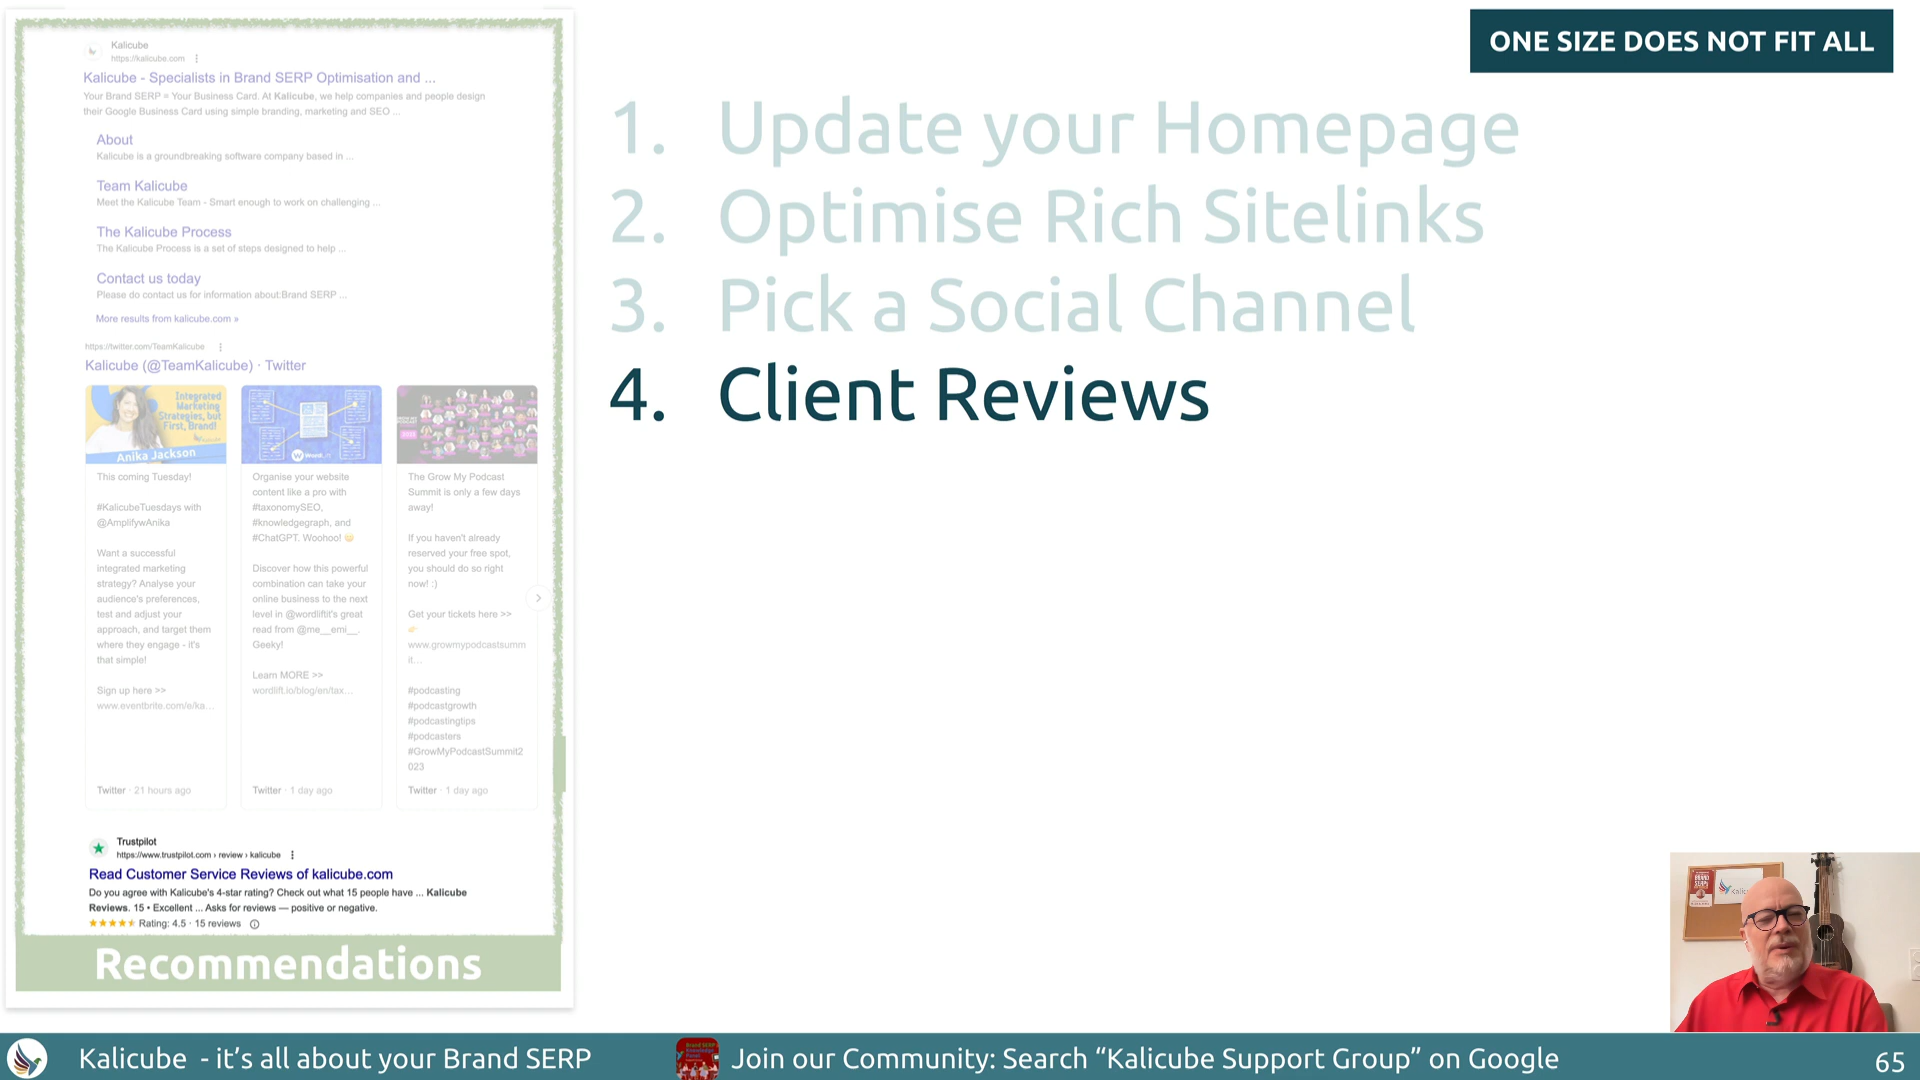 ONE SIZE DOES NOT FIT ALL
Kalicube
https://kalicube.com
Kalicube - Specialists in Brand SERP Optimisation and ...
Your Brand SERP = Your Business Card. At Kalicube, we help companies and people design
their Google Business Card using simple branding, marketing and SEO ...
About
Kalicube is a groundbreaking software company based in ...
Team Kalicube
Meet the Kalicube Team - Smart enough to work on challenging ...
The Kalicube Process
The Kalicube Process is a set of steps designed to help ...
Contact us today
Please do contact us for information about:Brand SERP ...
More results from kalicube.com »
https://twitter.com/TeamKalicube
Kalicube (@TeamKalicube) · Twitter
Integrated
Marketing
Strategies, but
First, Brand!
Anika Jackson
This coming Tuesday!
#KalicubeTuesdays with
@AmplifywAnika
Want a successful
integrated marketing
strategy? Analyse your
audience's preferences,
test and adjust your
approach, and target them
where they engage - it's
that simple!
Sign up here >>
www.eventbrite.com/e/ka...
Twitter · 21 hours ago
Organise your website
content like a pro with
#taxonomySEO,
#knowledgegraph, and
#ChatGPT. Woohoo!
Discover how this powerful
combination can take your
online business to the next
level in @wordliftit's great
read from @me__emi__.
Geeky!
Learn MORE >>
wordlift.io/blog/en/tax...
Twitter · 1 day ago
The Grow My Podcast
Summit is only a few days
away!
If you haven't already
reserved your free spot,
you should do so right
now! :)
Get your tickets here >>
www.growmypodcastsumm
it...
#podcasting
#podcastgrowth
#podcastingtips
#podcasters
#GrowMyPodcastSummit2
023
Twitter · 1 day ago
Trustpilot
https://www.trustpilot.com › review › kalicube
Read Customer Service Reviews of kalicube.com
Do you agree with Kalicube's 4-star rating? Check out what 15 people have ... Kalicube
Reviews. 15 • Excellent ... Asks for reviews — positive or negative.
Rating: 4.5 · 15 reviews
Recommendations
1. Update your Homepage
2. Optimise Rich Sitelinks
3. Pick a Social Channel
4. Client Reviews
Kalicube - it's all about your Brand SERP
Join our Community: Search “Kalicube Support Group” on Google
65